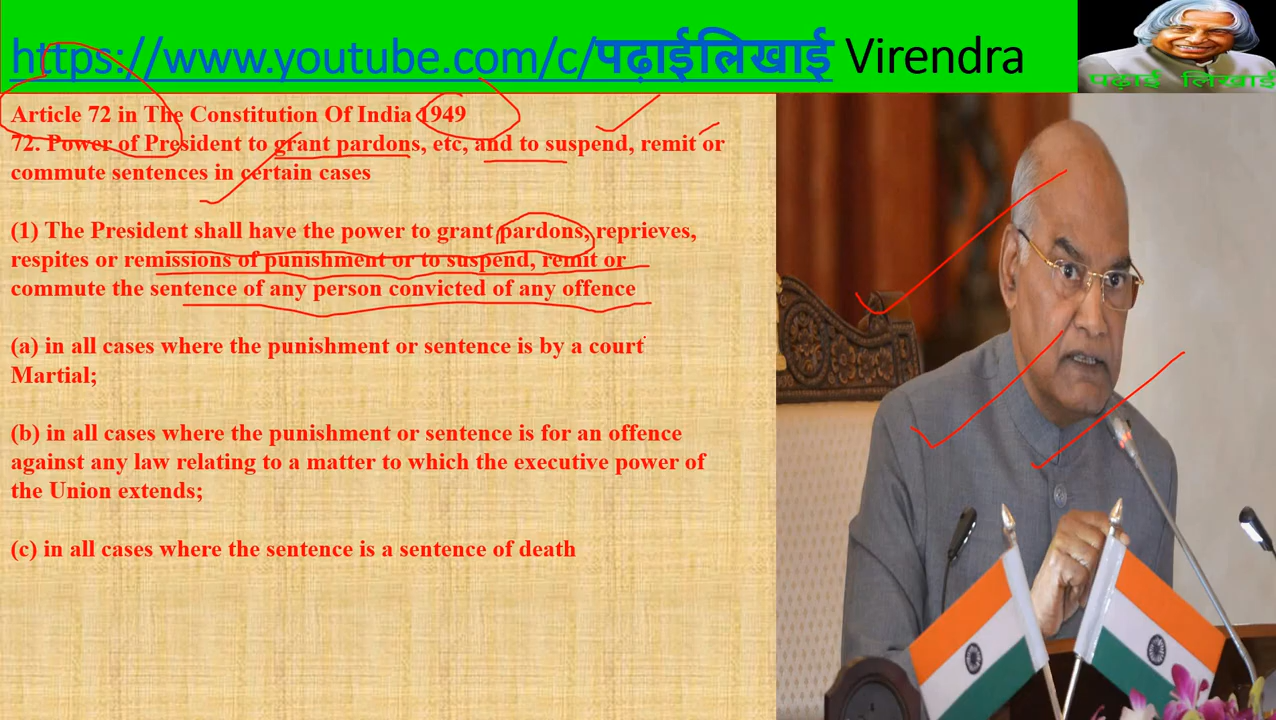 https://www.youtube.com/c/पढ़ाईलिखाई Virendra
पढ़ाई लिखाई
Article 72 in The Constitution Of India 1949
72. Power of President to grant pardons, etc, and to suspend, remit or
commute sentences in certain cases
(1) The President shall have the power to grant pardons, reprieves,
respites or remissions of punishment or to suspend, remit or
commute the sentence of any person convicted of any offence
(a) in all cases where the punishment or sentence is by a court
Martial;
(b) in all cases where the punishment or sentence is for an offence
against any law relating to a matter to which the executive power of
the Union extends;
(c) in all cases where the sentence is a sentence of death